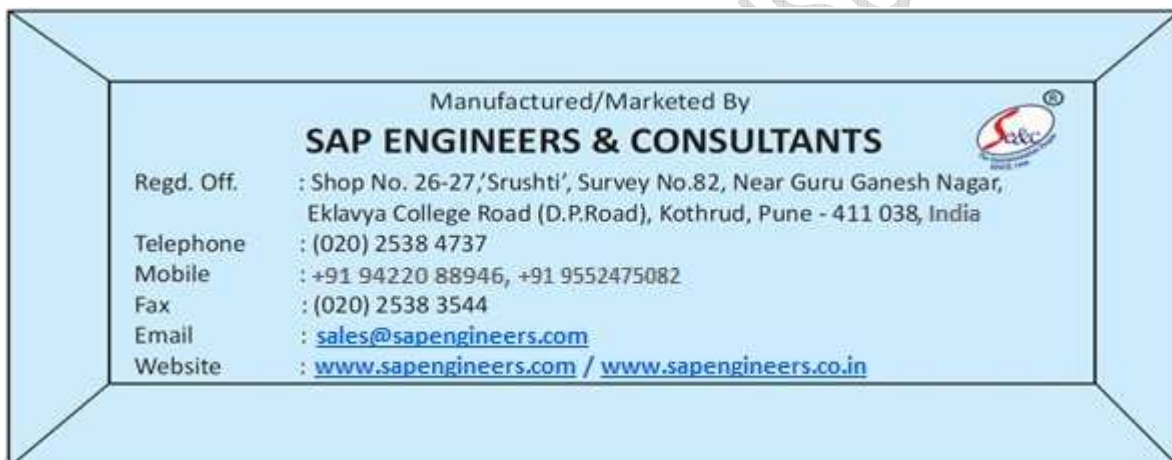 Manufactured/Marketed By
SAP ENGINEERS & CONSULTANTS
Regd. Off. : Shop No. 26-27,'Srushti', Survey No.82, Near Guru Ganesh Nagar,
Eklavya College Road (D.P.Road), Kothrud, Pune - 411 038, India
Telephone : (020) 2538 4737
Mobile : +91 94220 88946, +91 9552475082
Fax : (020) 2538 3544
Email : sales@sapengineers.com
Website : www.sapengineers.com / www.sapengineers.co.in
®